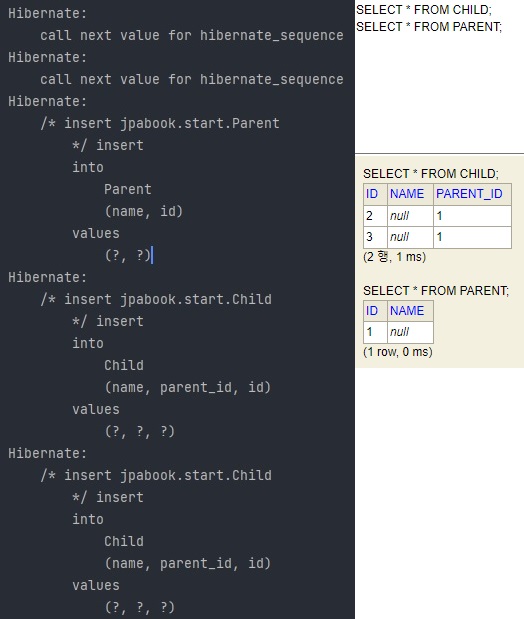 Hibernate:
    call next value for hibernate_sequence
Hibernate:
    call next value for hibernate_sequence
Hibernate:
    /* insert jpabook.start.Parent
        */ insert
        into
            Parent
            (name, id)
        values
            (?, ?)
Hibernate:
    /* insert jpabook.start.Child
        */ insert
        into
            Child
            (name, parent_id, id)
        values
            (?, ?, ?)
Hibernate:
    /* insert jpabook.start.Child
        */ insert
        into
            Child
            (name, parent_id, id)
        values
            (?, ?, ?)
SELECT * FROM CHILD;
SELECT * FROM PARENT;
SELECT * FROM CHILD;
ID NAME PARENT_ID
2 null 1
3 null 1
(2 행, 1 ms)
SELECT * FROM PARENT;
ID NAME
1 null
(1 row, 0 ms)